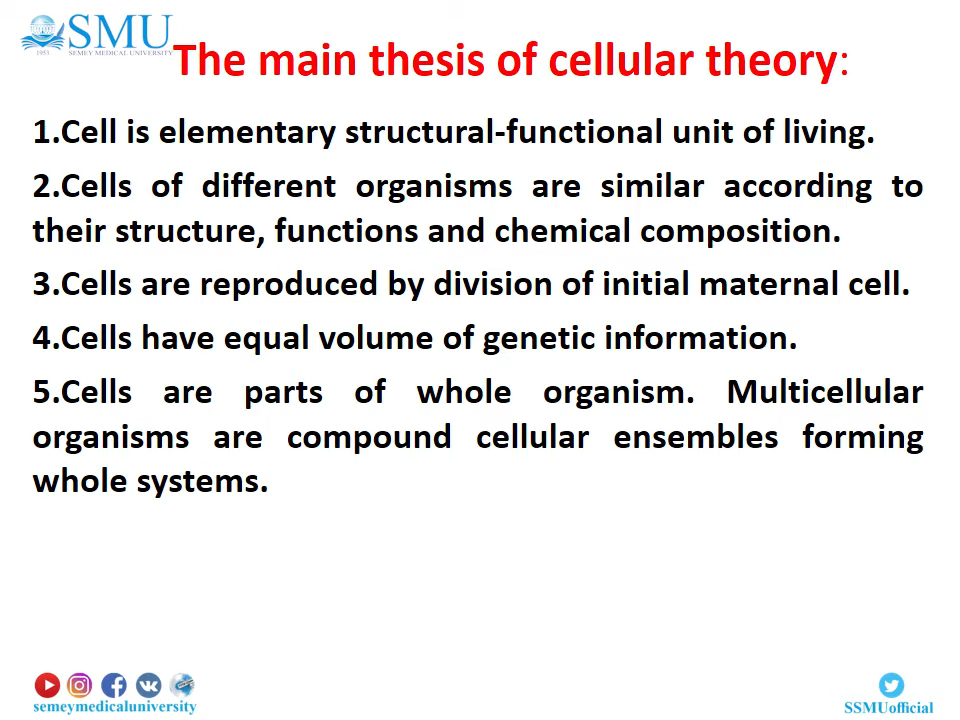 SMU
1953 SEMEY MEDICAL UNIVERSITY
The main thesis of cellular theory:
1.Cell is elementary structural-functional unit of living.
2.Cells of different organisms are similar according to
their structure, functions and chemical composition.
3.Cells are reproduced by division of initial maternal cell.
4.Cells have equal volume of genetic information.
5.Cells are parts of whole organism. Multicellular
organisms are compound cellular ensembles forming
whole systems.
semeymedicaluniversity
SSMUofficial